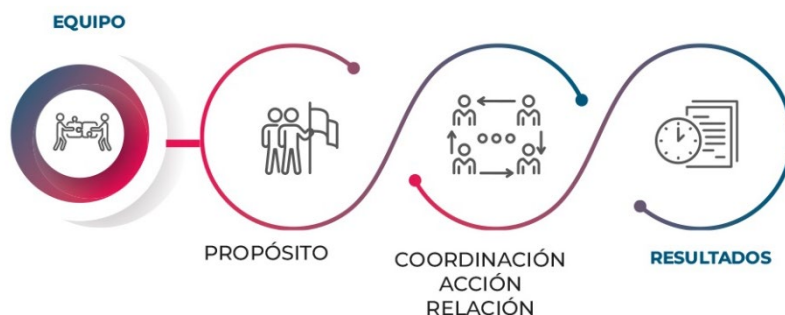 EQUIPO
PROPÓSITO
COORDINACIÓN
ACCIÓN
RELACIÓN
RESULTADOS